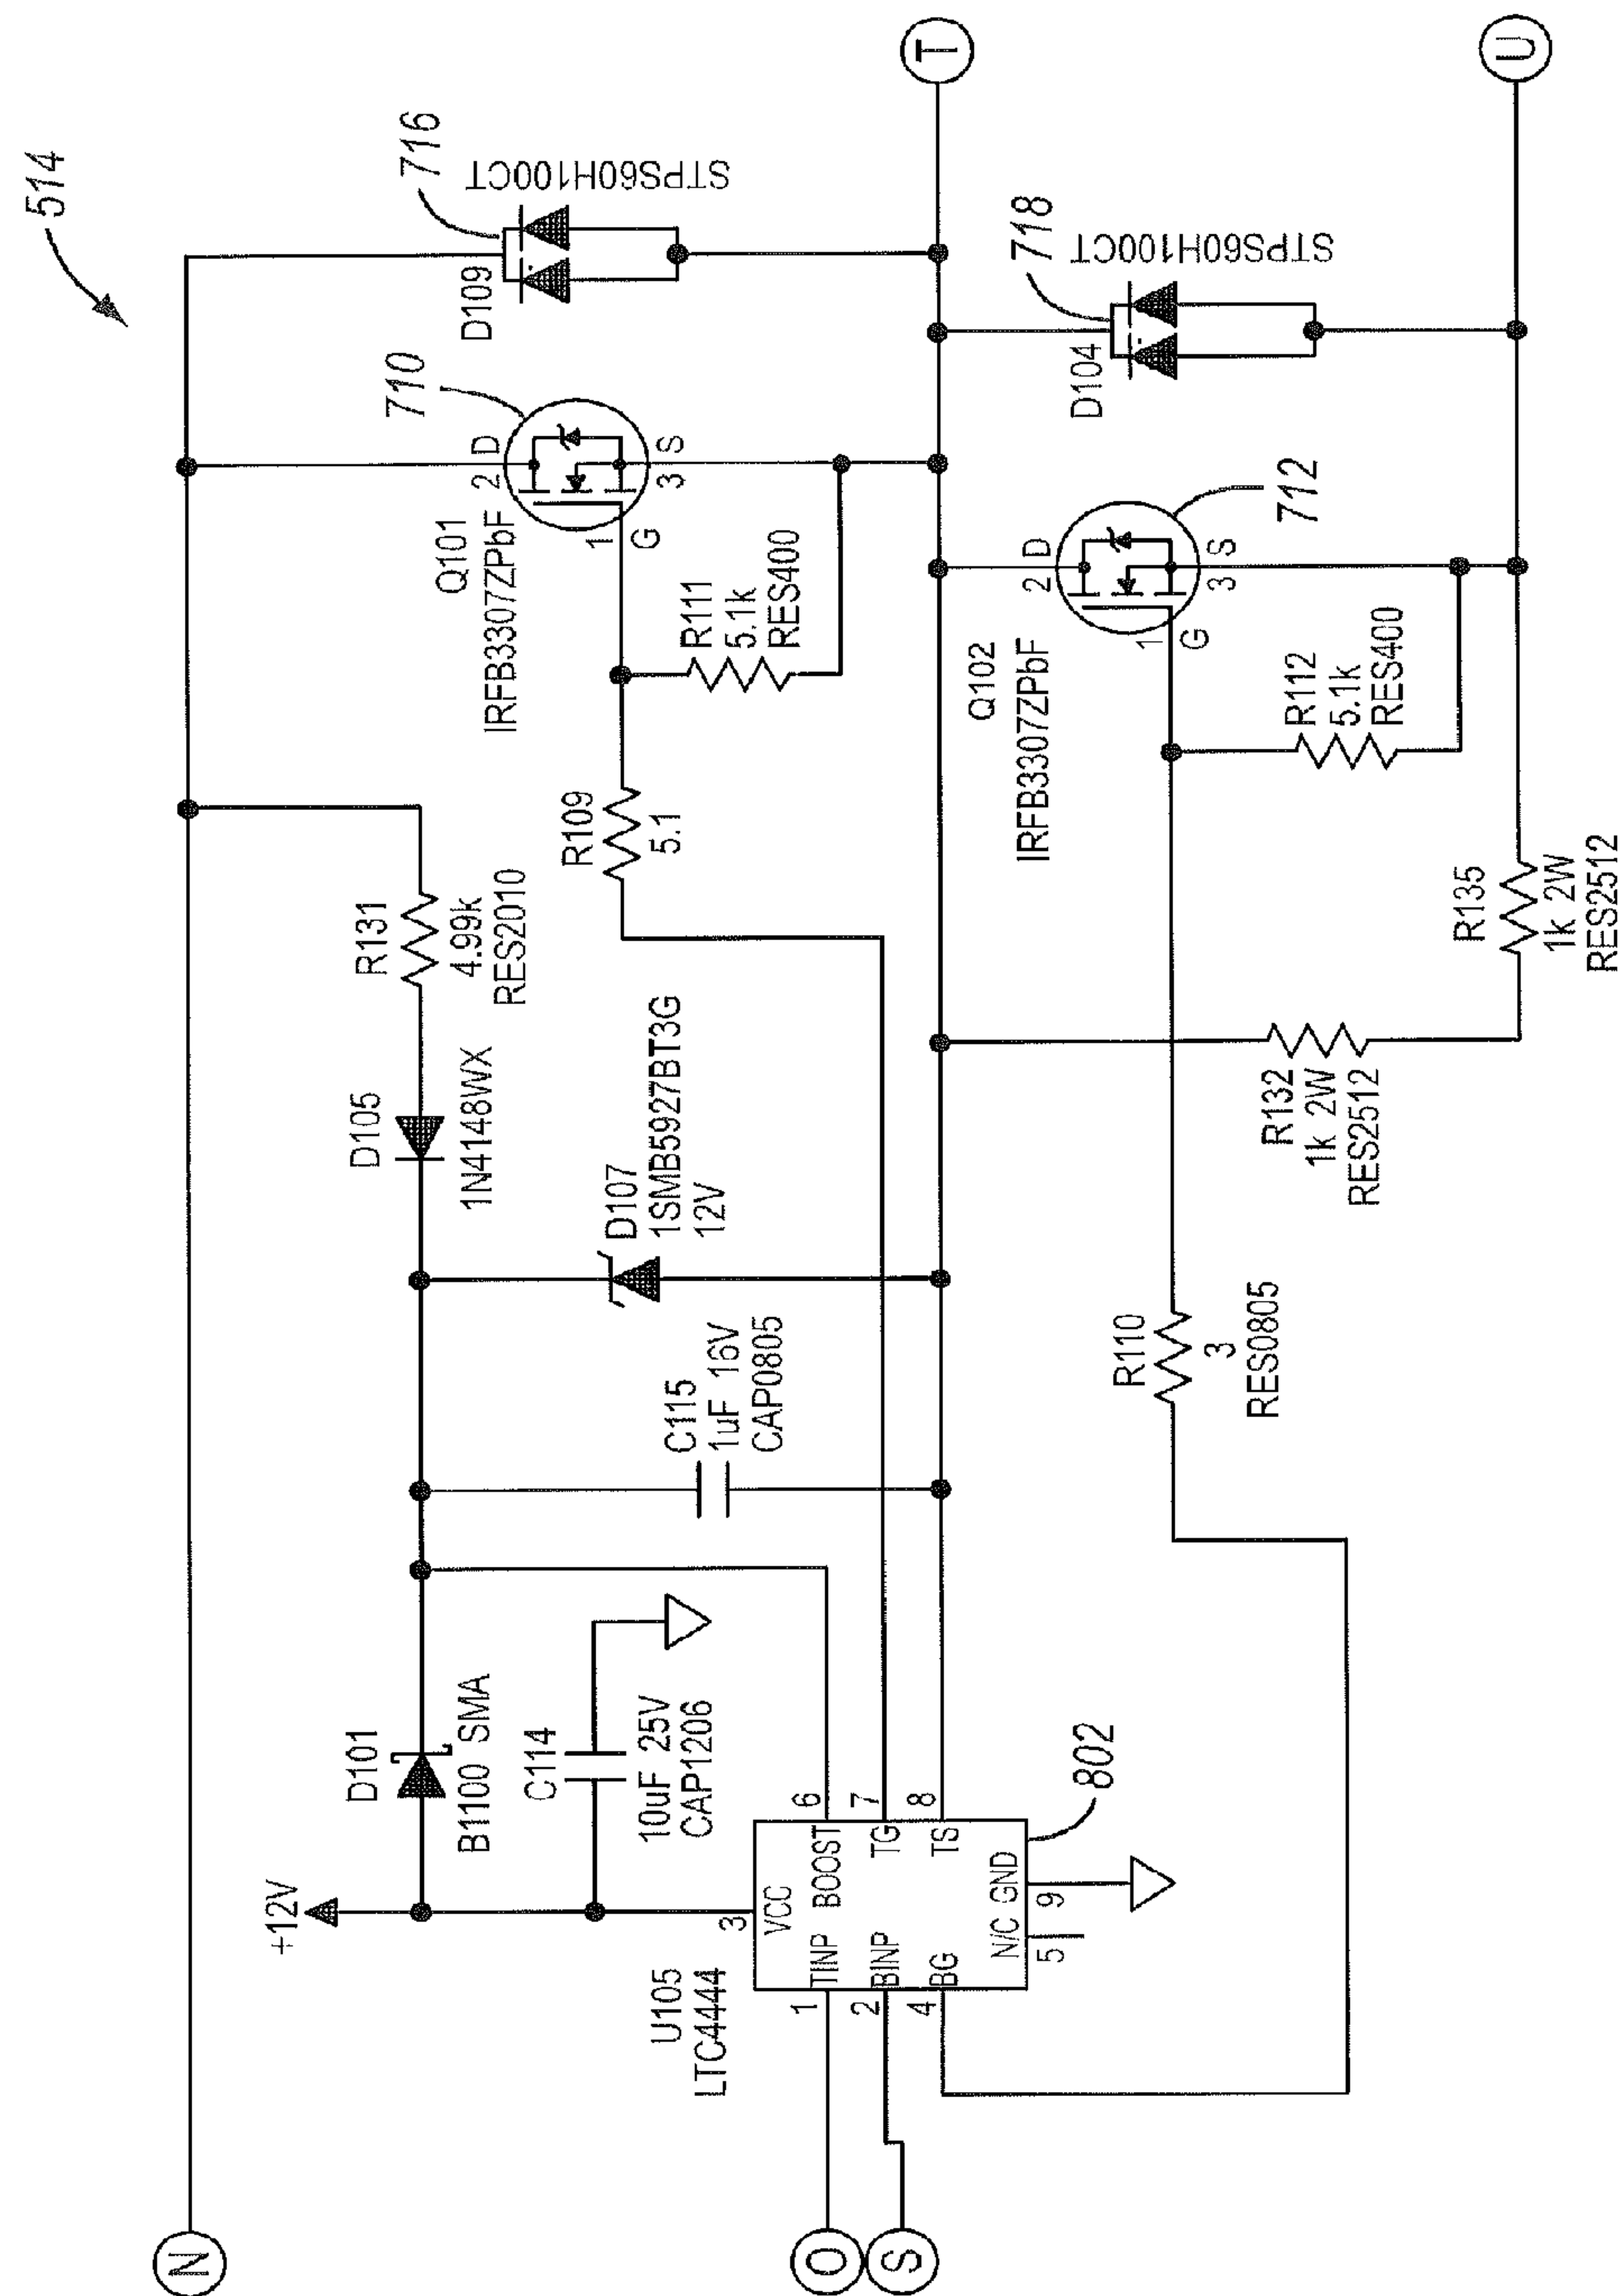 514
N
+12V
D101
B1100 SMA
C114
10uF 25V
CAP1206
D105
1N4148WX
R131
4.99k
RES2010
C115
1uF 16V
CAP0805
D107
1SMB5927BT3G
12V
R109
5.1
Q101
IRFB3307ZPbF
2 D
1
G
3 S
710
R111
5.1k
RES400
D109
716
STPS60H100CT
T
U105
LTC4444
3
VCC
1
TINP
BOOST
6
2
BINP
TG
7
4
BG
TS
8
N/C
GND
5
9
802
O
S
R110
3
RES0805
R132
1k 2W
RES2512
R135
1k 2W
RES2512
Q102
IRFB3307ZPbF
2 D
1
G
3 S
712
R112
5.1k
RES400
D104
718
STPS60H100CT
U